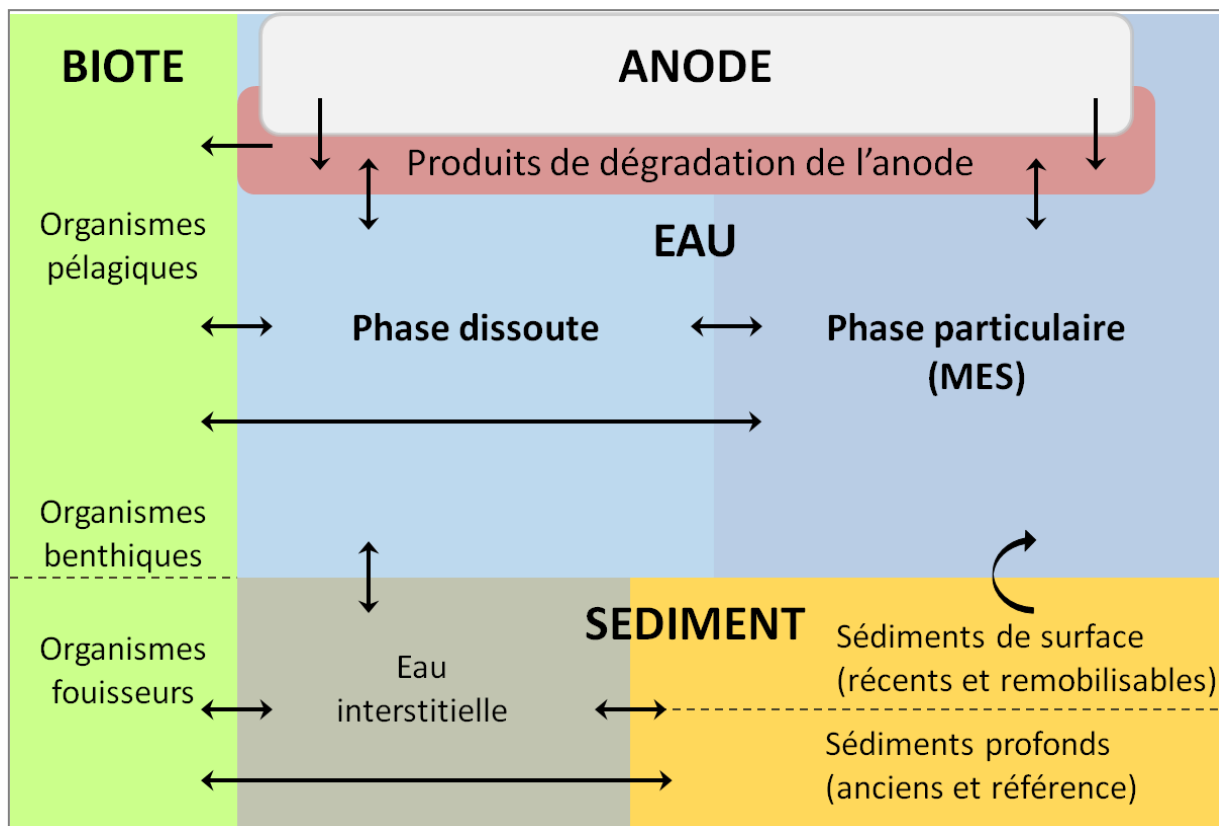 BIOTE
ANODE
Produits de dégradation de l'anode
Organismes
pélagiques
EAU
Phase dissoute
Phase particulaire
(MES)
Organismes
benthiques
SEDIMENT
Organismes
fouisseurs
Eau
interstitielle
Sédiments de surface
(récents et remobilisables)
Sédiments profonds
(anciens et référence)